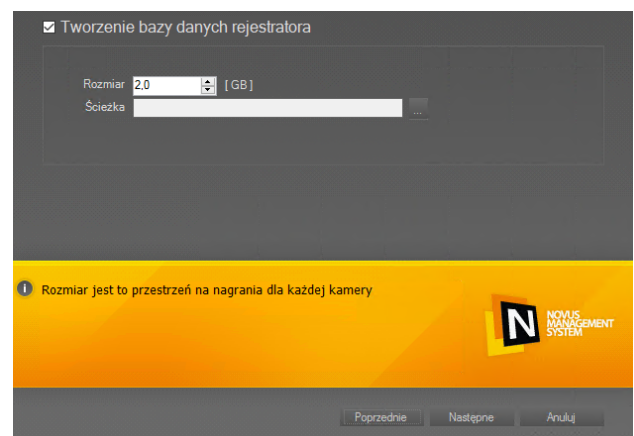 Tworzenie bazy danych rejestratora
Rozmiar 2,0 [GB]
Ścieżka ...
Rozmiar jest to przestrzeń na nagrania dla każdej kamery
N NOVUS
MANAGEMENT
SYSTEM
Poprzednie Następne Anuluj